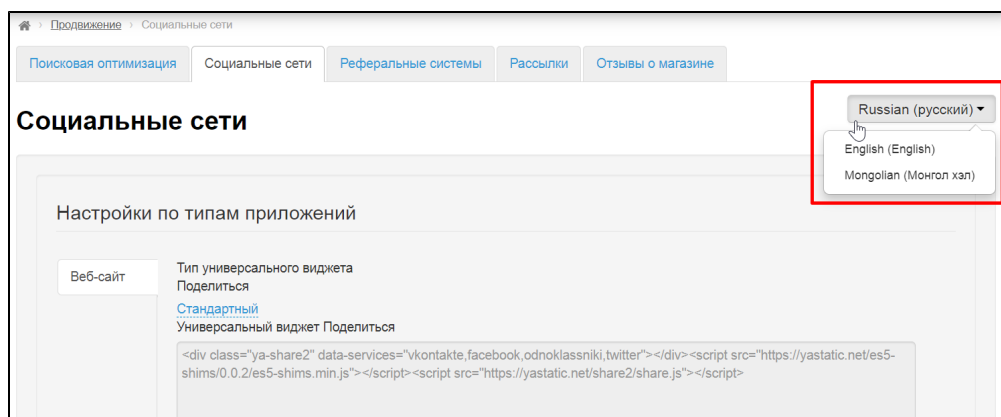 Продвижение › Социальные сети
Поисковая оптимизация Социальные сети Реферальные системы Рассылки Отзывы о магазине
Russian (русский)
Социальные сети
English (English)
Mongolian (Монгол хэл)
Настройки по типам приложений
Веб-сайт
Тип универсального виджета
Поделиться
Стандартный
Универсальный виджет Поделиться
<div class="ya-share2" data-services="vkontakte,facebook,odnoklassniki,twitter"></div><script src="https://yastatic.net/es5-
shims/0.0.2/es5-shims.min.js"></script><script src="https://yastatic.net/share2/share.js"></script>